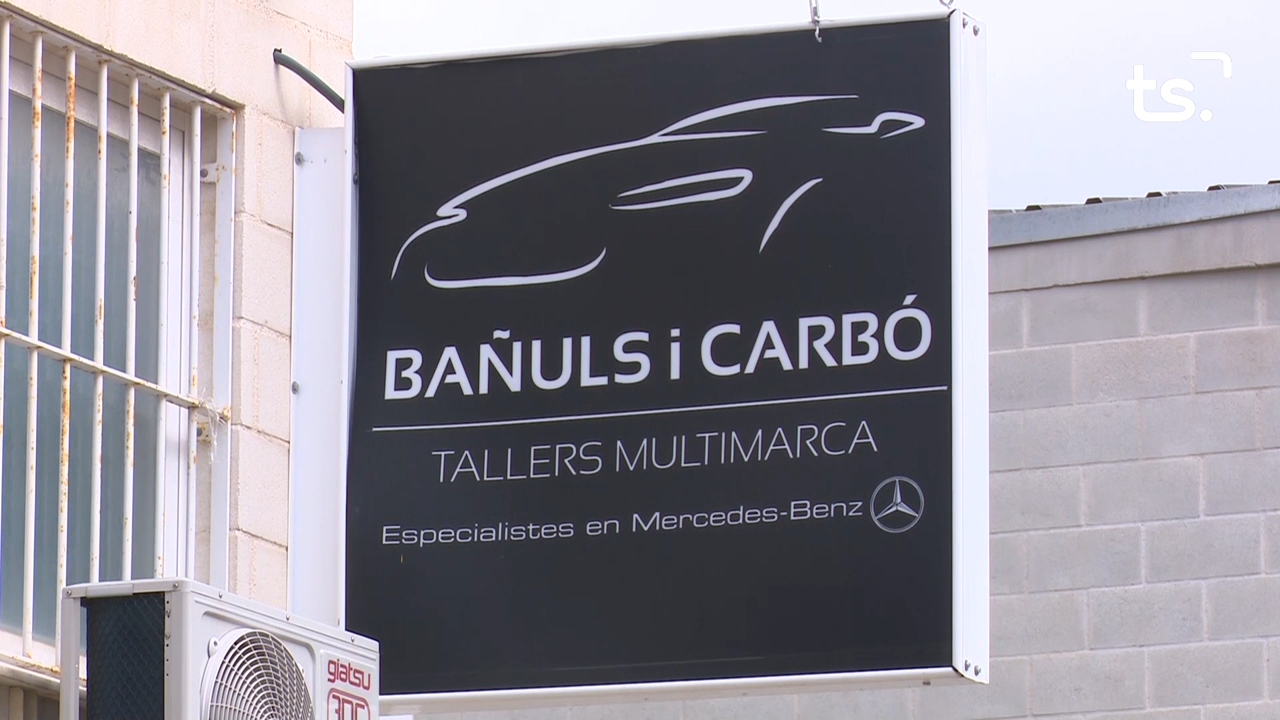 ts.
BAÑULS i CARBÓ
TALLERS MULTIMARCA
Especialistes en Mercedes-Benz
giatsu